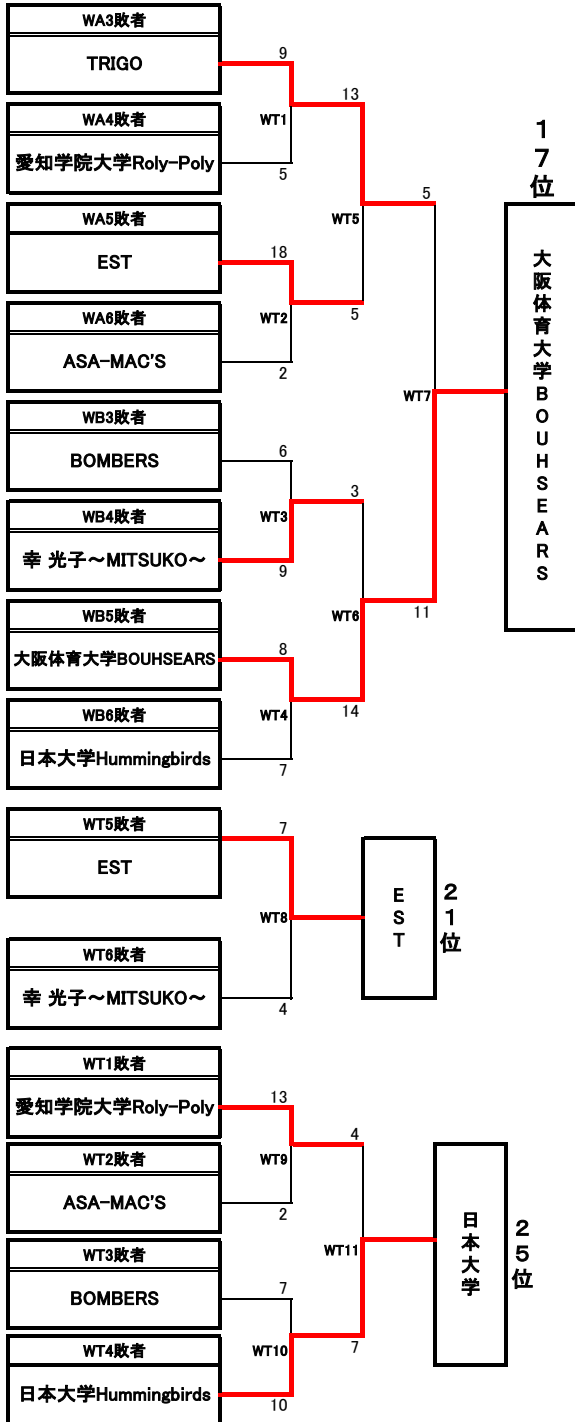 WA3敗者
TRIGO
9
13
WA4敗者
WT1
愛知学院大学Roly-Poly
5
17位
5
WA5敗者
WT5
EST
18
WA6敗者
WT2
5
ASA-MAC'S
2
大阪体育大学BOUHSEARS
WT7
WB3敗者
BOMBERS
6
3
WB4敗者
WT3
幸 光子～MITSUKO～
9
WB5敗者
WT6
11
大阪体育大学BOUHSEARS
8
WB6敗者
WT4
14
日本大学Hummingbirds
7
WT5敗者
7
EST
WT8
EST
21位
WT6敗者
幸 光子～MITSUKO～
4
WT1敗者
愛知学院大学Roly-Poly
13
4
WT2敗者
WT9
ASA-MAC'S
2
WT11
日本大学
25位
WT3敗者
BOMBERS
7
WT4敗者
WT10
7
日本大学Hummingbirds
10